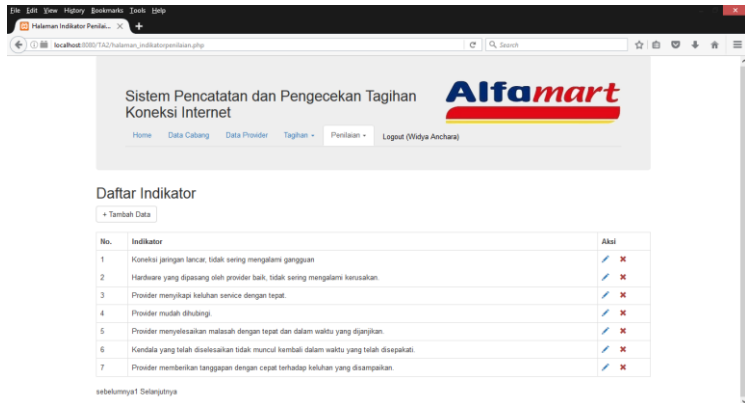 File Edit View History Bookmarks Tools Help
Halaman Indikator Penilai...
localhost:8080/TA2/halaman_indikatorpenilaian.php
Search
Sistem Pencatatan dan Pengecekan Tagihan
Koneksi Internet
Alfamart
Home Data Cabang Data Provider Tagihan Penilaian Logout (Widya Anchara)
Daftar Indikator
+ Tambah Data
No. Indikator Aksi
1 Koneksi jaringan lancar, tidak sering mengalami gangguan
2 Hardware yang dipasang oleh provider baik, tidak sering mengalami kerusakan.
3 Provider menyikapi keluhan service dengan tepat.
4 Provider mudah dihubingi.
5 Provider menyelesaikan malasah dengan tepat dan dalam waktu yang dijanjikan.
6 Kendala yang telah diselesaikan tidak muncul kembali dalam waktu yang telah disepakati.
7 Provider memberikan tanggapan dengan cepat terhadap keluhan yang disampaikan.
sebelumnya1 Selanjutnya